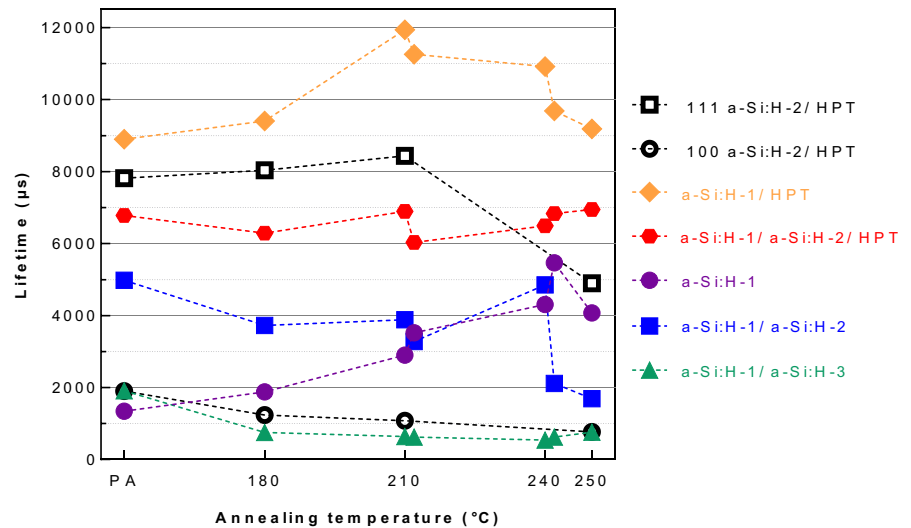 12000
10000
8000
6000
4000
2000
0
Lifetime (µs)
PA 180 210 240 250
Annealing temperature (°C)
111 a-Si:H-2/ HPT
100 a-Si:H-2/ HPT
a-Si:H-1/ HPT
a-Si:H-1/ a-Si:H-2/ HPT
a-Si:H-1
a-Si:H-1/ a-Si:H-2
a-Si:H-1/ a-Si:H-3